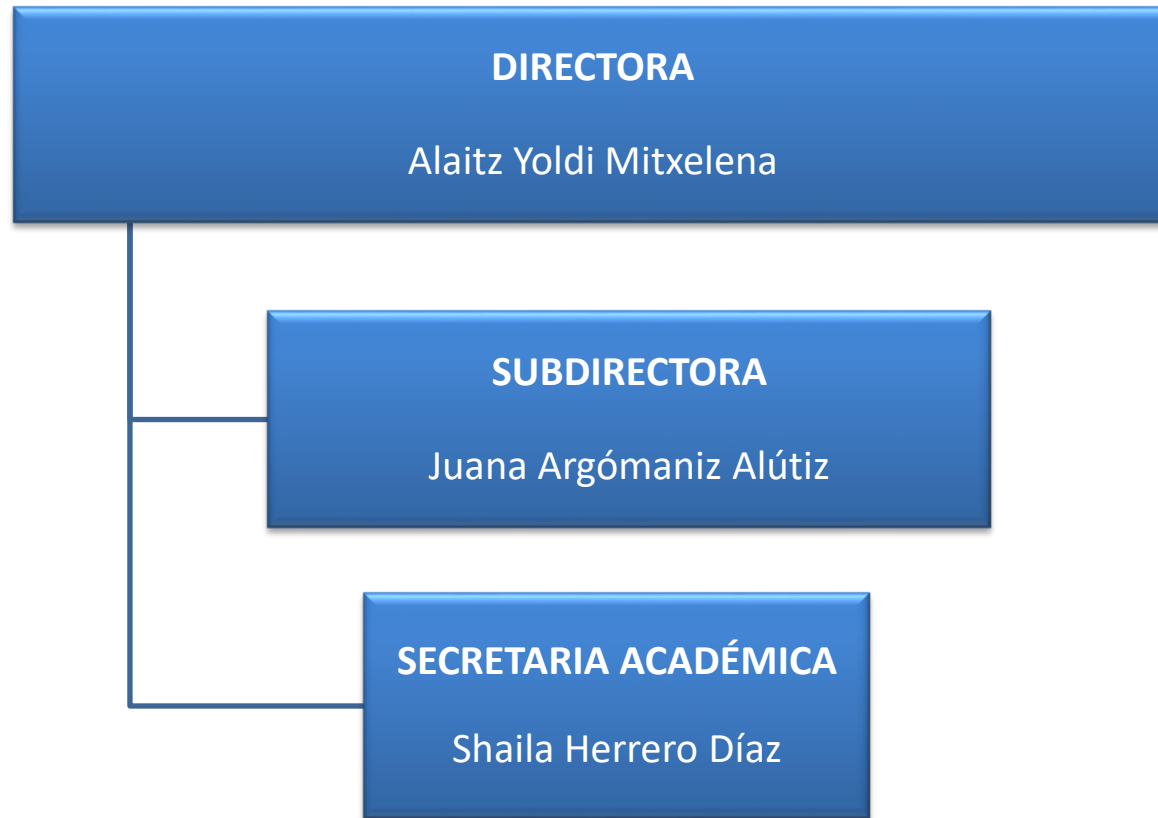 DIRECTORA
Alaitz Yoldi Mitxelena
SUBDIRECTORA
Juana Argómaniz Alútiz
SECRETARIA ACADÉMICA
Shaila Herrero Díaz